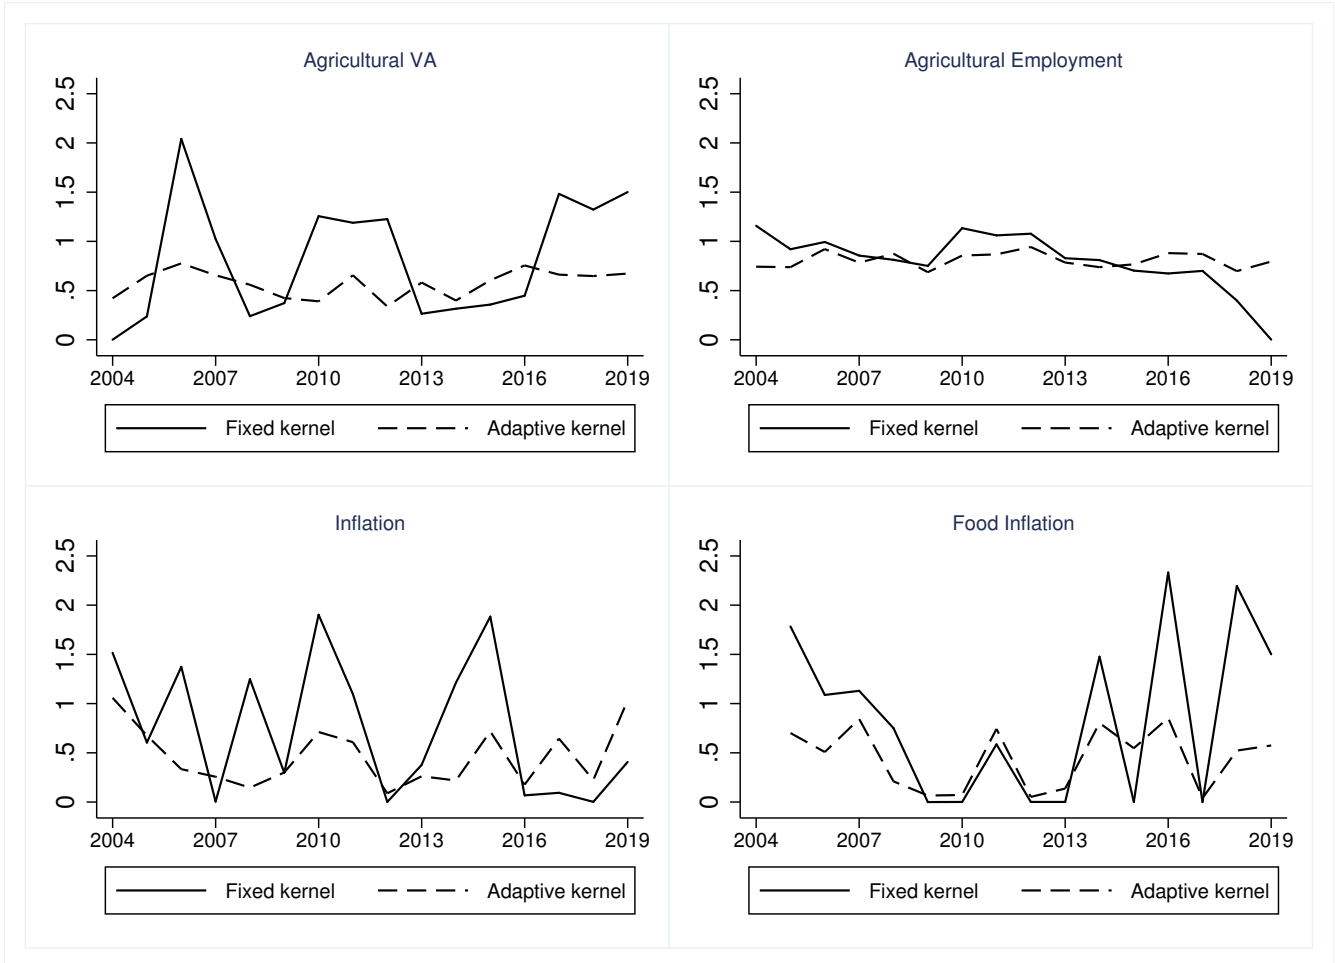 Agricultural VA
2.5
2
1.5
1
.5
0
2004 2007 2010 2013 2016 2019
Fixed kernel Adaptive kernel
Agricultural Employment
2.5
2
1.5
1
.5
0
2004 2007 2010 2013 2016 2019
Fixed kernel Adaptive kernel
Inflation
2.5
2
1.5
1
.5
0
2004 2007 2010 2013 2016 2019
Fixed kernel Adaptive kernel
Food Inflation
2.5
2
1.5
1
.5
0
2004 2007 2010 2013 2016 2019
Fixed kernel Adaptive kernel